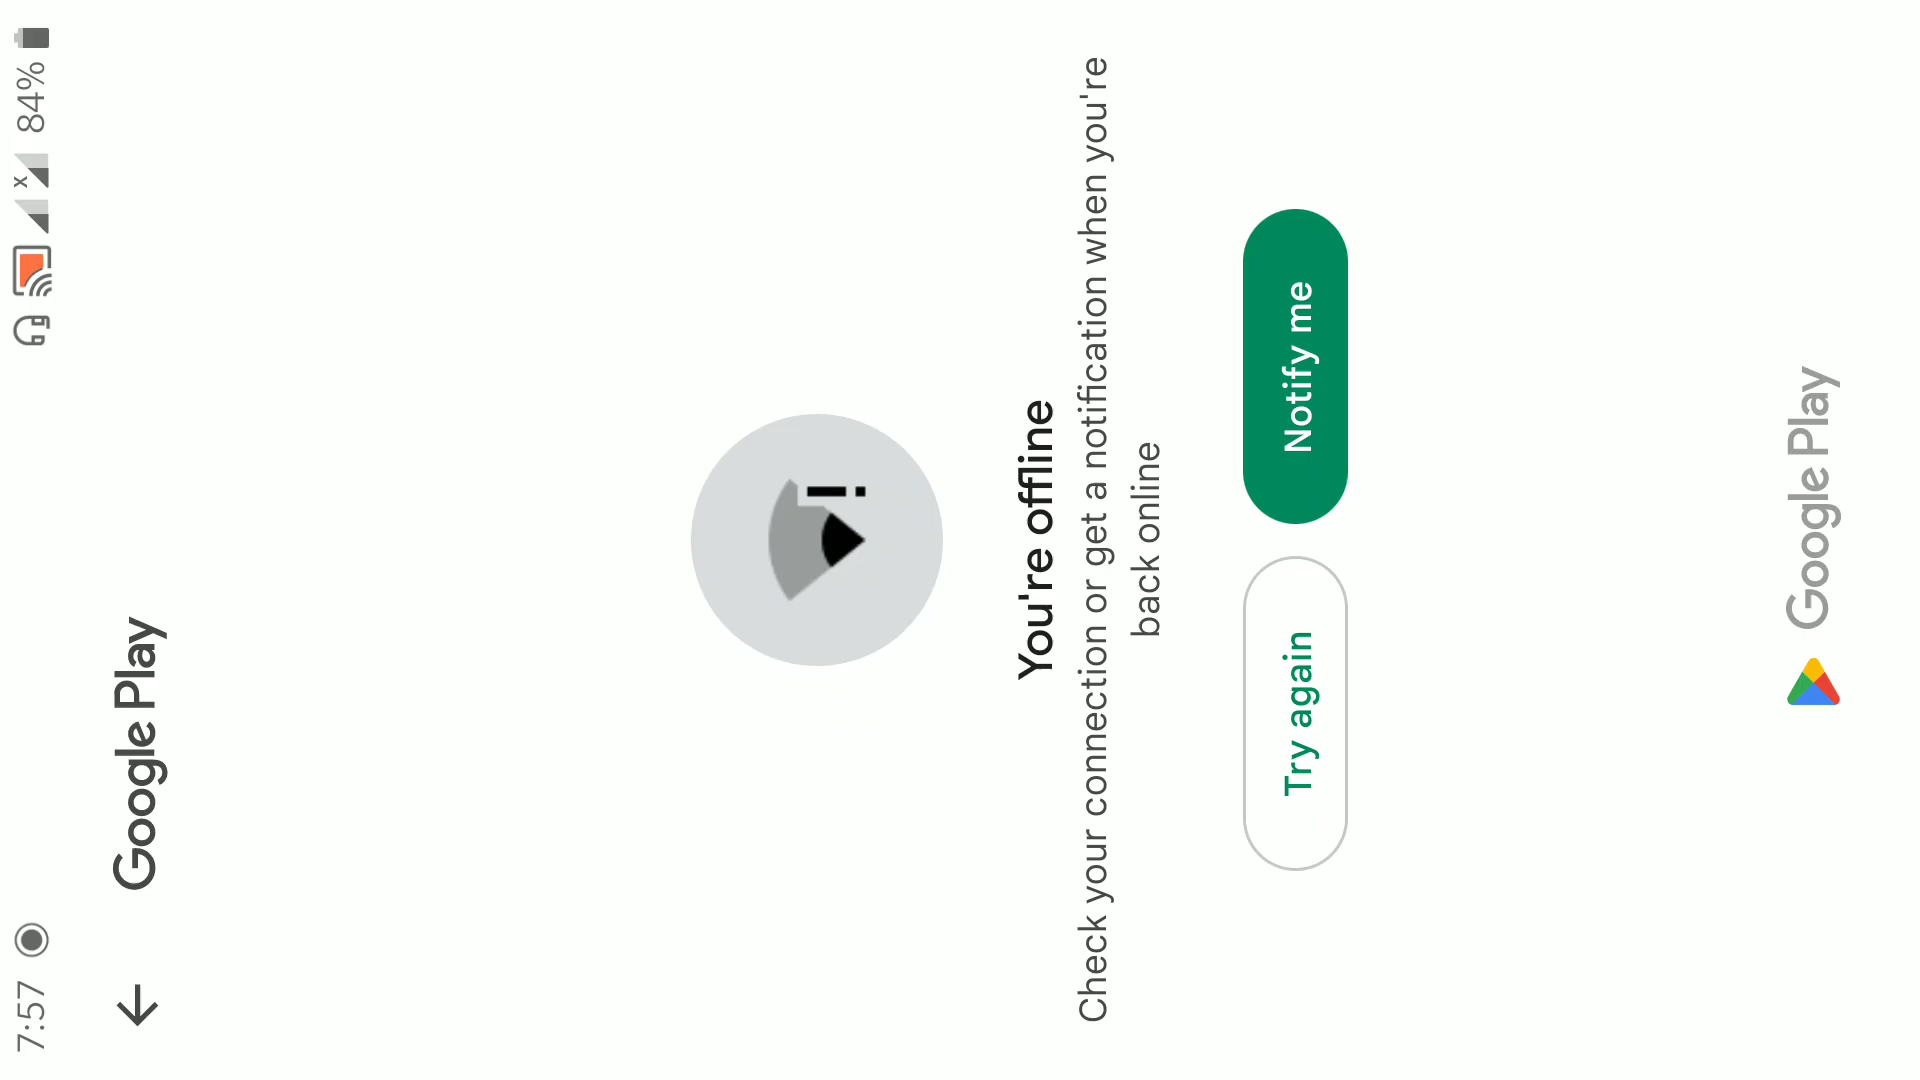 7:57 x 84%
Google Play
You're offline
Check your connection or get a notification when you're
back online
Try again Notify me
Google Play